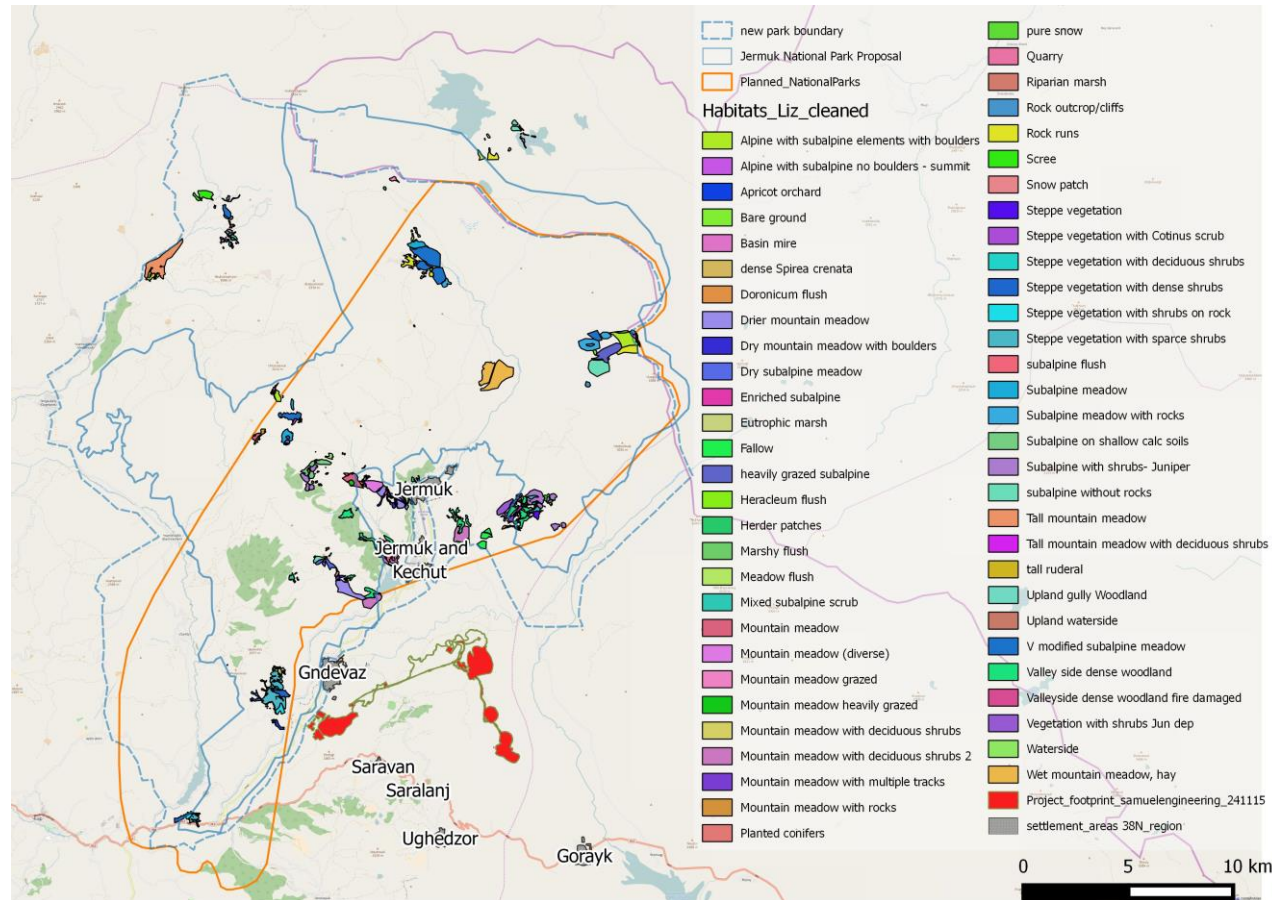 new park boundary
Jermuk National Park Proposal
Planned_NationalParks
Habitats_Liz_cleaned
Alpine with subalpine elements with boulders
Alpine with subalpine no boulders - summit
Apricot orchard
Bare ground
Basin mire
dense Spirea crenata
Doronicum flush
Drier mountain meadow
Dry mountain meadow with boulders
Dry subalpine meadow
Enriched subalpine
Eutrophic marsh
Fallow
heavily grazed subalpine
Heracleum flush
Herder patches
Marshy flush
Meadow flush
Mixed subalpine scrub
Mountain meadow
Mountain meadow (diverse)
Mountain meadow grazed
Mountain meadow heavily grazed
Mountain meadow with deciduous shrubs
Mountain meadow with deciduous shrubs 2
Mountain meadow with multiple tracks
Mountain meadow with rocks
Planted conifers
pure snow
Quarry
Riparian marsh
Rock outcrop/cliffs
Rock runs
Scree
Snow patch
Steppe vegetation
Steppe vegetation with Cotinus scrub
Steppe vegetation with deciduous shrubs
Steppe vegetation with dense shrubs
Steppe vegetation with shrubs on rock
Steppe vegetation with sparce shrubs
subalpine flush
Subalpine meadow
Subalpine meadow with rocks
Subalpine on shallow calc soils
Subalpine with shrubs- Juniper
subalpine without rocks
Tall mountain meadow
Tall mountain meadow with deciduous shrubs
tall ruderal
Upland gully Woodland
Upland waterside
V modified subalpine meadow
Valley side dense woodland
Valleyside dense woodland fire damaged
Vegetation with shrubs Jun dep
Waterside
Wet mountain meadow, hay
Project_footprint_samuelengineering_241115
settlement_areas 38N_region
0 5 10 km
Jermuk
Jermuk and
Kechut
Gndevaz
Saravan
Saralanj
Ughedzor
Gorayk